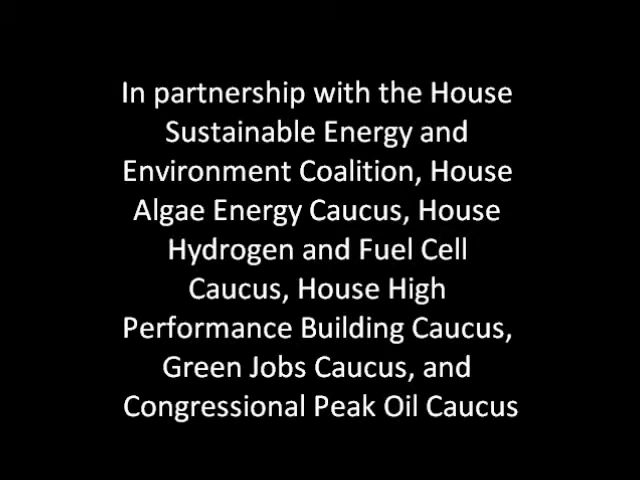 In partnership with the House
Sustainable Energy and
Environment Coalition, House
Algae Energy Caucus, House
Hydrogen and Fuel Cell
Caucus, House High
Performance Building Caucus,
Green Jobs Caucus, and
Congressional Peak Oil Caucus